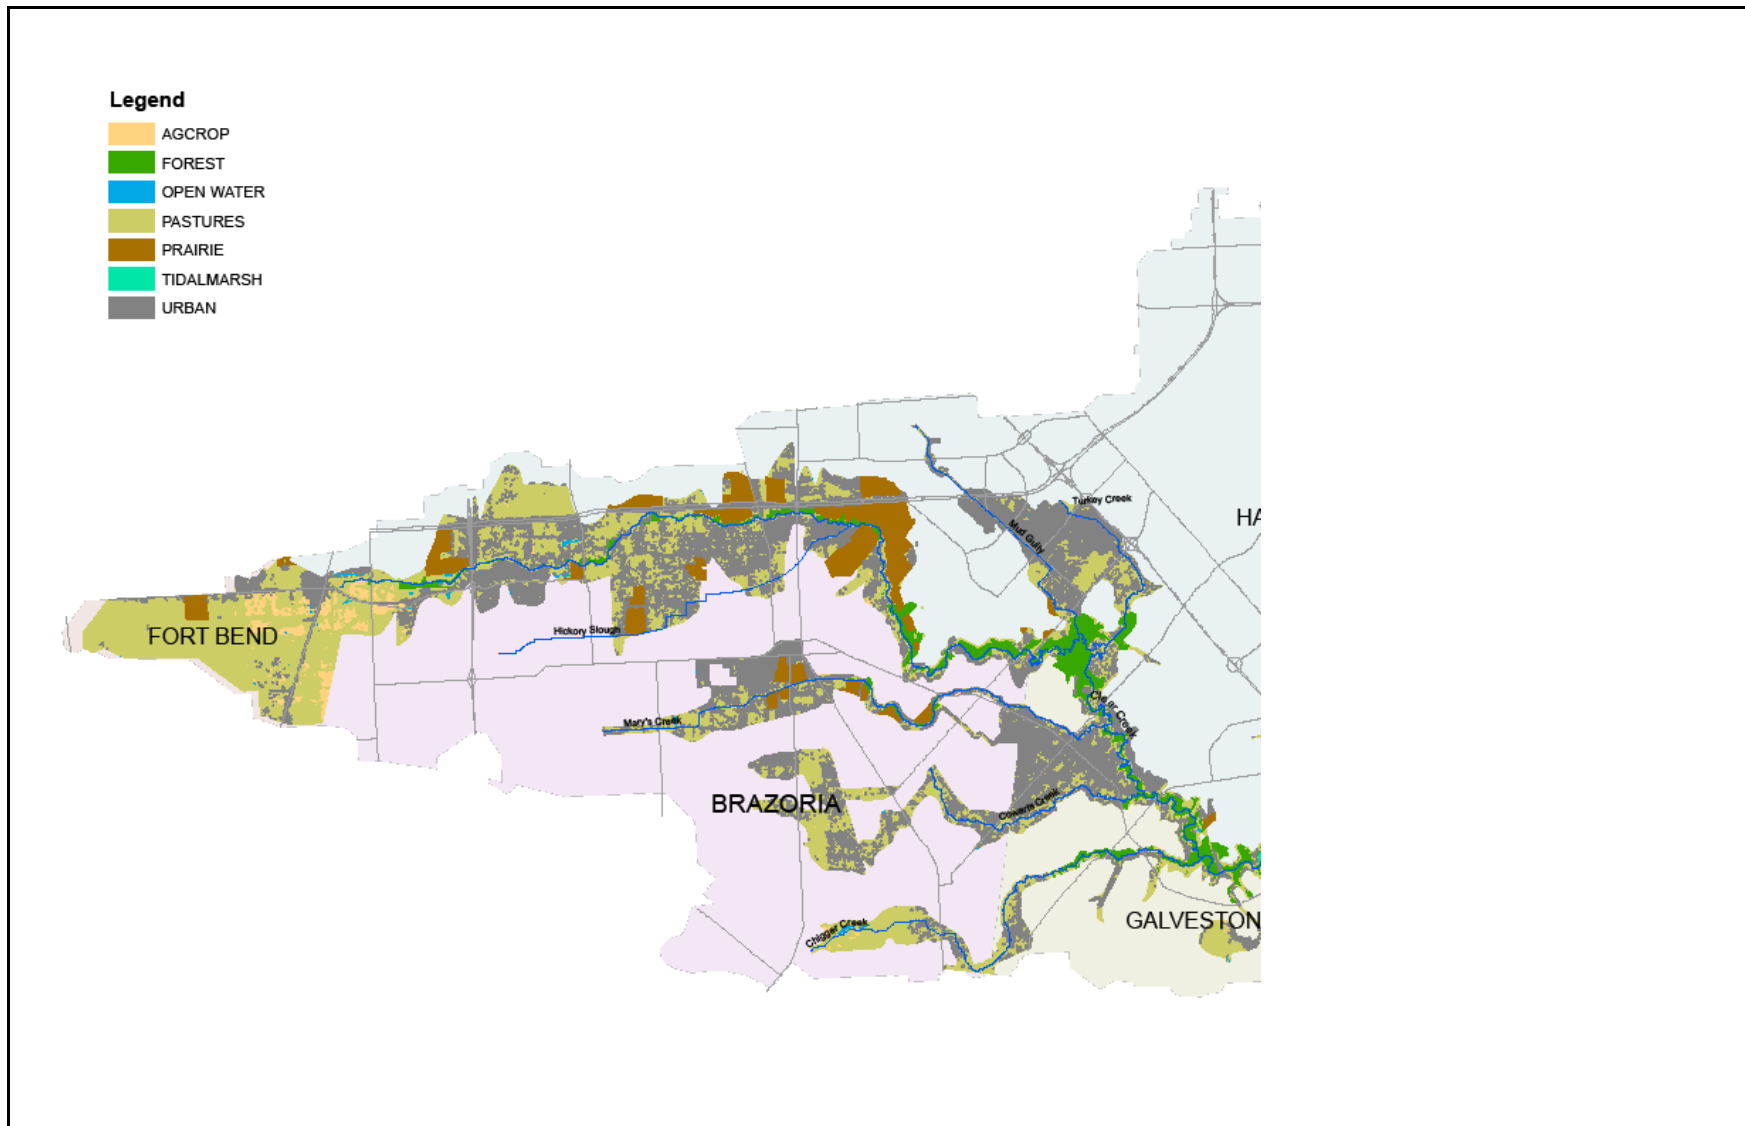 Legend
AGCROP
FOREST
OPEN WATER
PASTURES
PRAIRIE
TIDALMARSH
URBAN
Turkey Creek
HA
Mud Gully
FORT BEND
Hickory Slough
Clear Creek
Mary's Creek
BRAZORIA
Cowarts Creek
GALVESTON
Chigger Creek